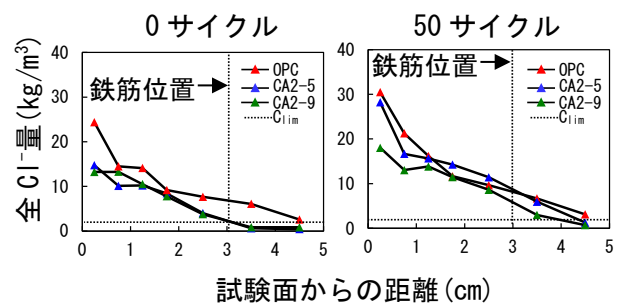 0 サイクル
50 サイクル
全 Cl⁻量(kg/m³)
40
30
20
10
0
鉄筋位置
OPC
CA2-5
CA2-9
Clim
0 1 2 3 4 5
40
30
20
10
0
鉄筋位置
OPC
CA2-5
CA2-9
Clim
0 1 2 3 4 5
試験面からの距離(cm)